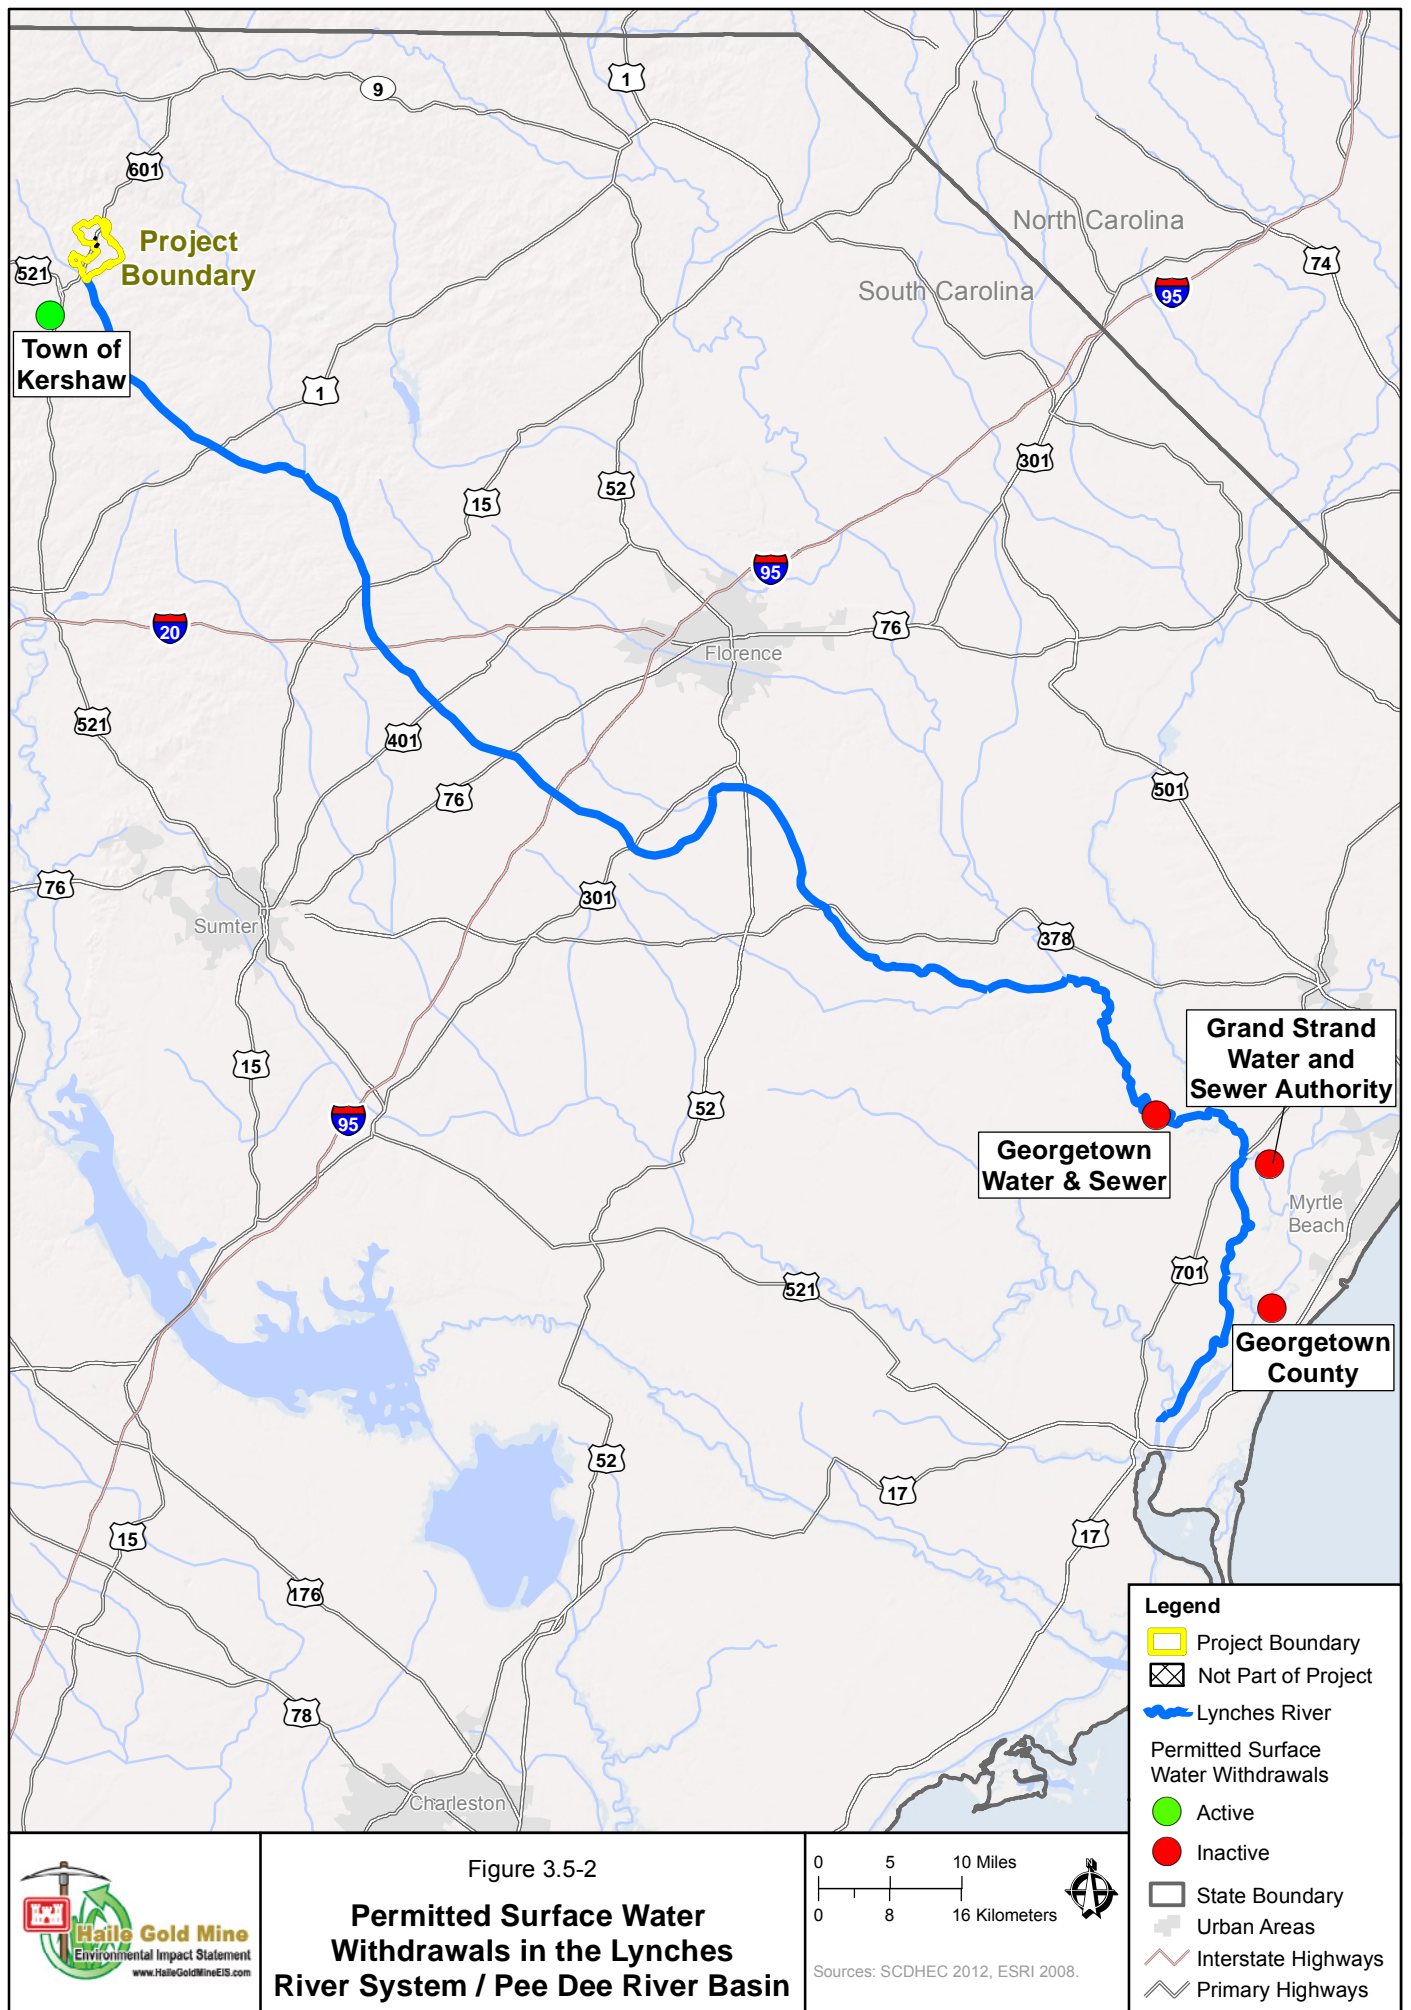 1
9
601
Project
Boundary
North Carolina
South Carolina
74
95
521
Town of
Kershaw
1
301
52
15
95
20
76
Florence
521
401
76
501
76
301
Sumter
378
Grand Strand
Water and
Sewer Authority
15
52
95
Georgetown
Water & Sewer
Myrtle
Beach
701
521
Georgetown
County
52
17
17
15
176
78
Charleston
Legend
Project Boundary
Not Part of Project
Lynches River
Permitted Surface
Water Withdrawals
Active
Inactive
State Boundary
Urban Areas
Interstate Highways
Primary Highways
Haile Gold Mine
Environmental Impact Statement
www.HaileGoldMineEIS.com
Figure 3.5-2
Permitted Surface Water
Withdrawals in the Lynches
River System / Pee Dee River Basin
0 5 10 Miles
0 8 16 Kilometers
N
Sources: SCDHEC 2012, ESRI 2008.